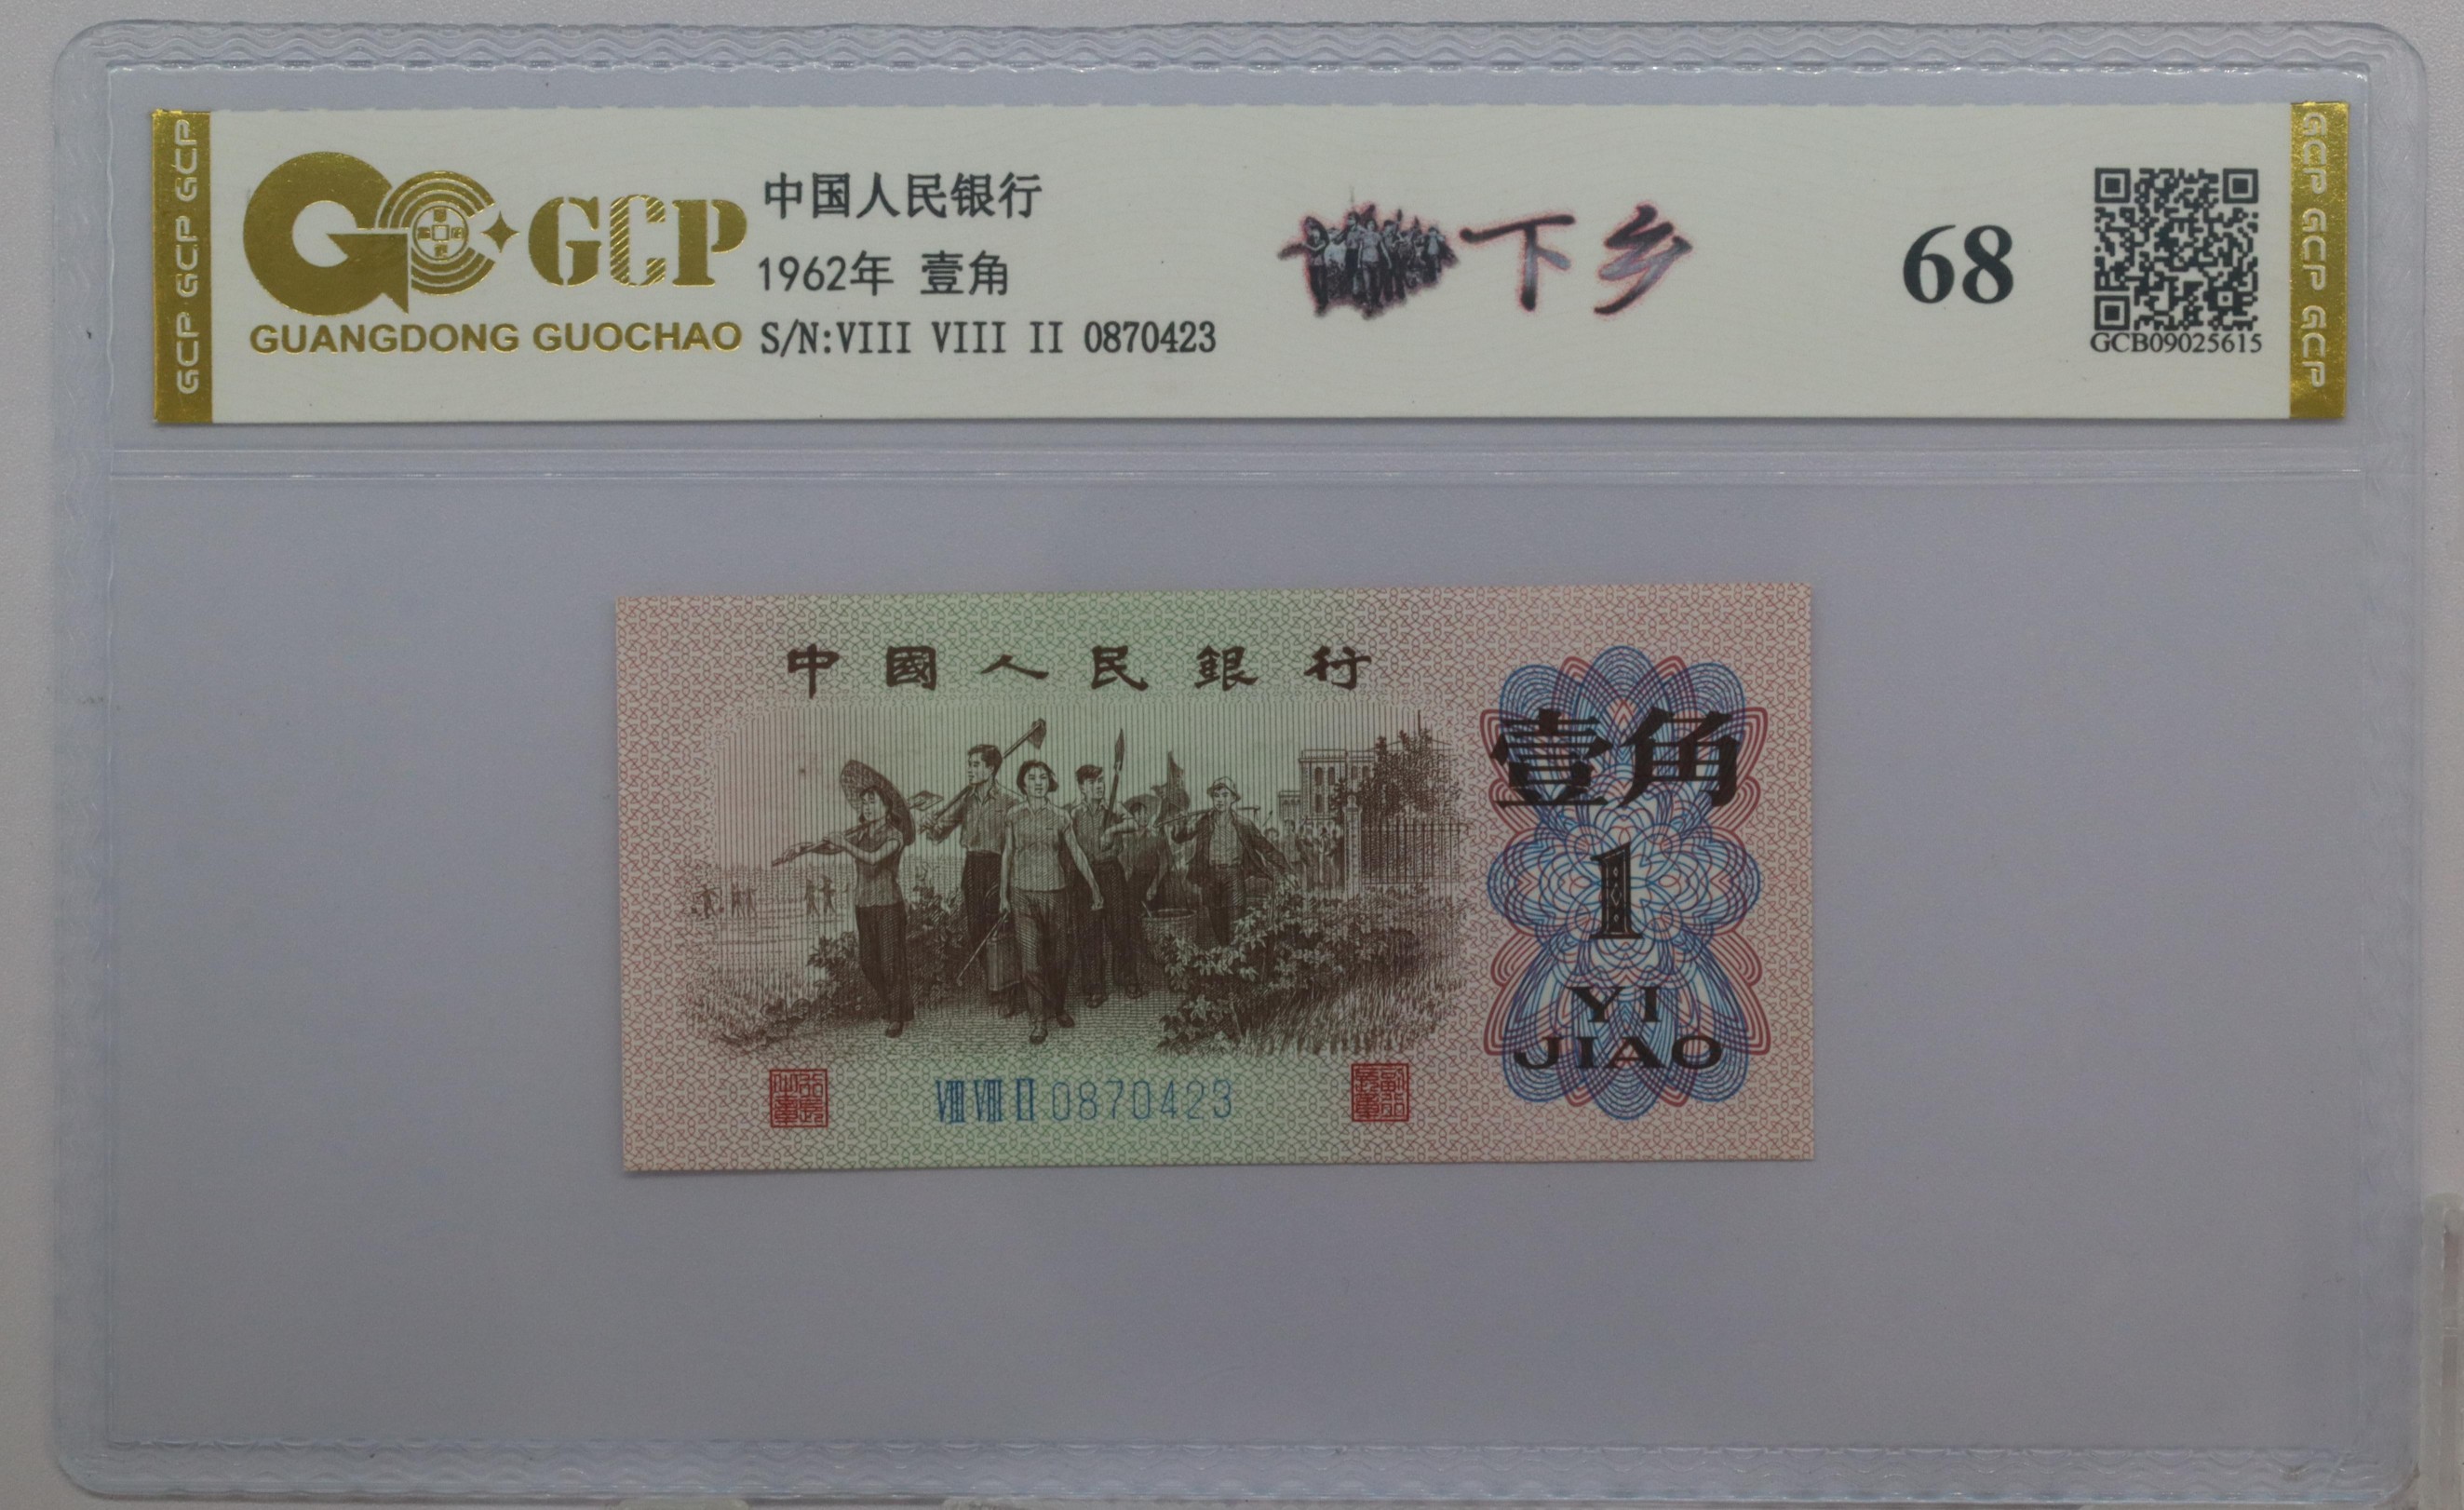 GCP GCP GCP
GCP
GUANGDONG GUOCHAO
中国人民银行
1962年 壹角
S/N:VIII VIII II 0870423
下乡
68
GCB09025615
GCP GCP GCP
中國人民銀行
壹角
1
YI
JIAO
VIII VIII II 0870423